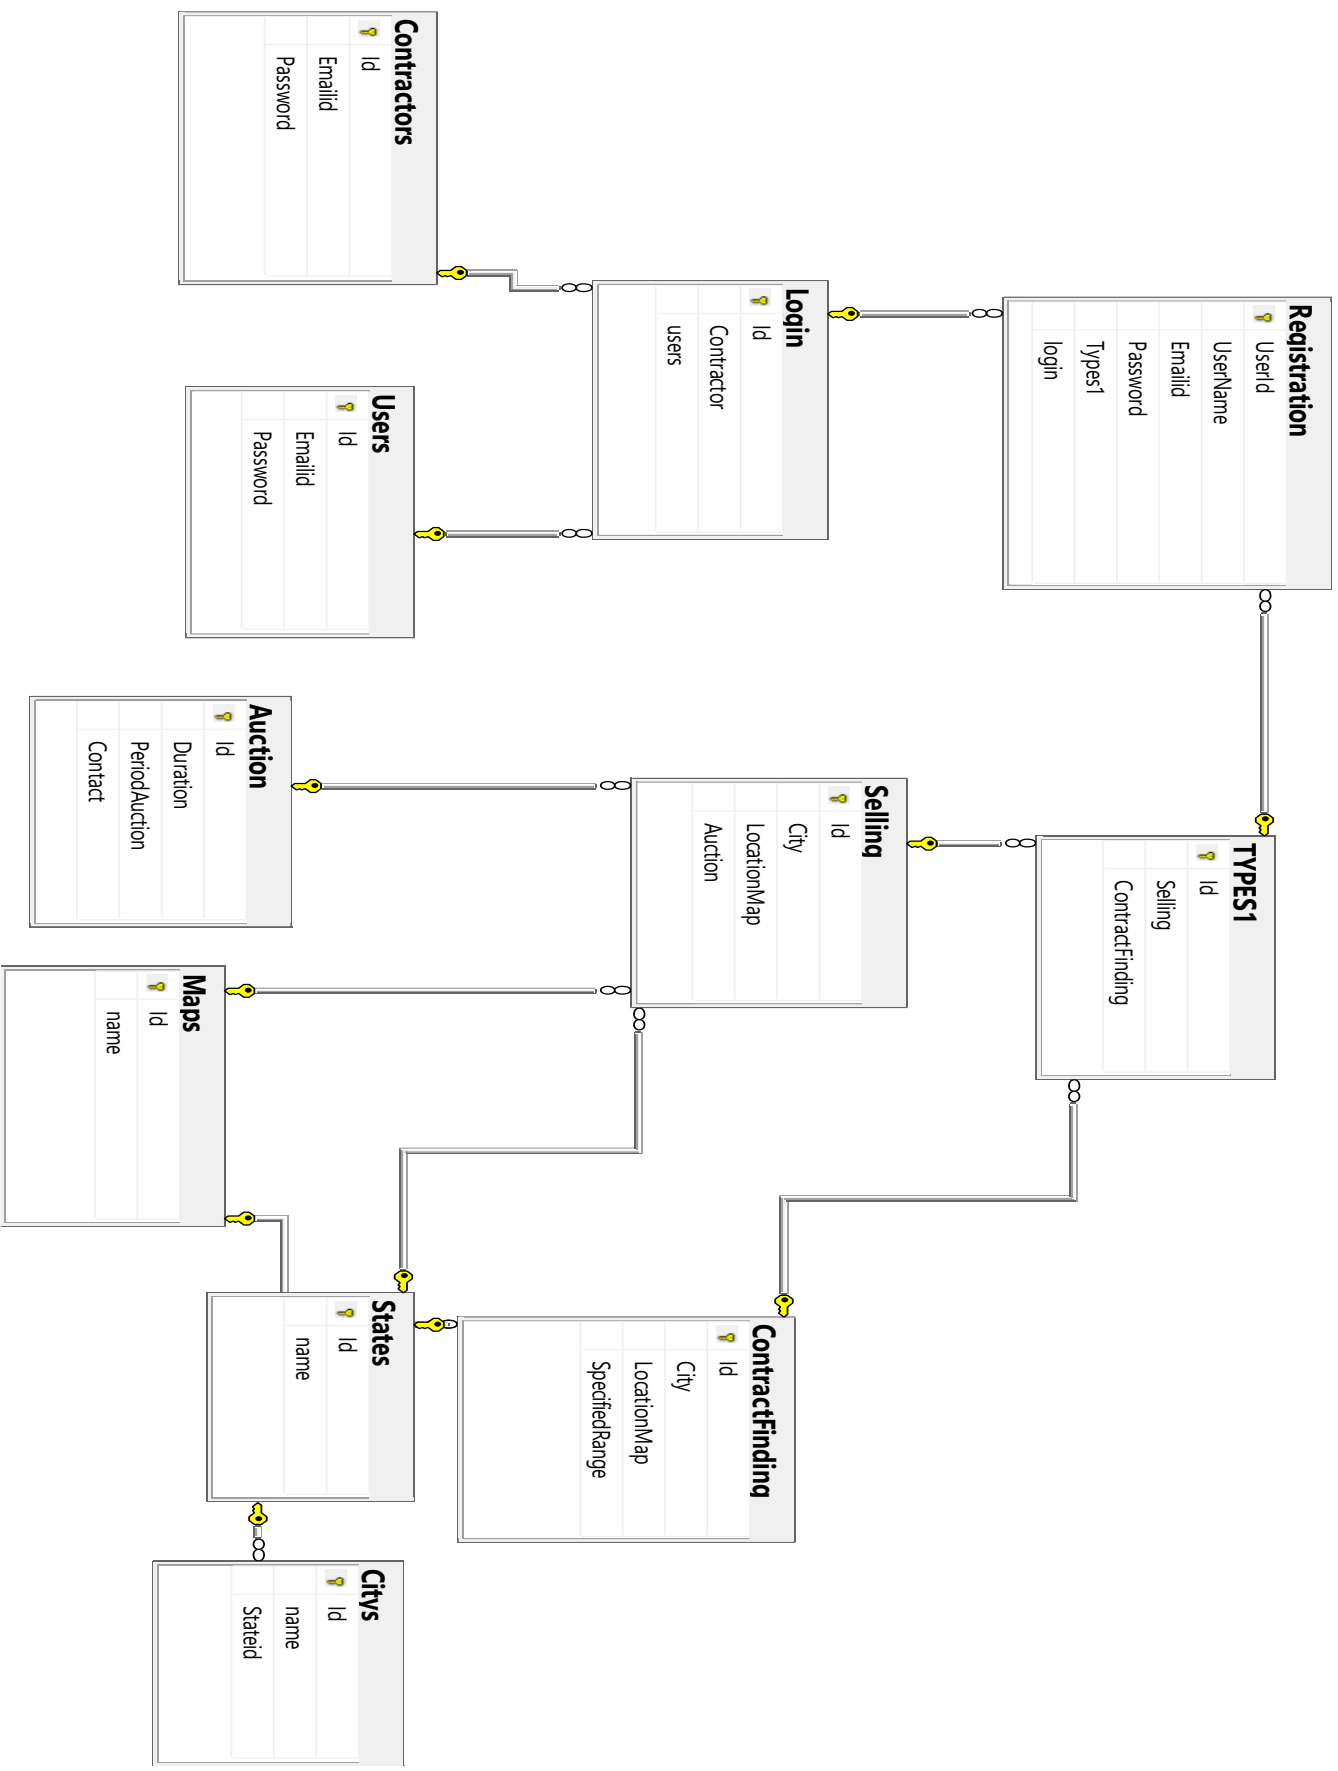 Registration
UserId
UserName
Emailid
Password
Types1
login
TYPES1
Id
Selling
ContractFinding
Login
Id
Contractor
users
Selling
Id
City
LocationMap
Auction
ContractFinding
Id
City
LocationMap
SpecifiedRange
Contractors
Id
Emailid
Password
Users
Id
Emailid
Password
Auction
Id
Duration
PeriodAuction
Contact
Maps
Id
name
States
Id
name
Citys
Id
name
Stateid